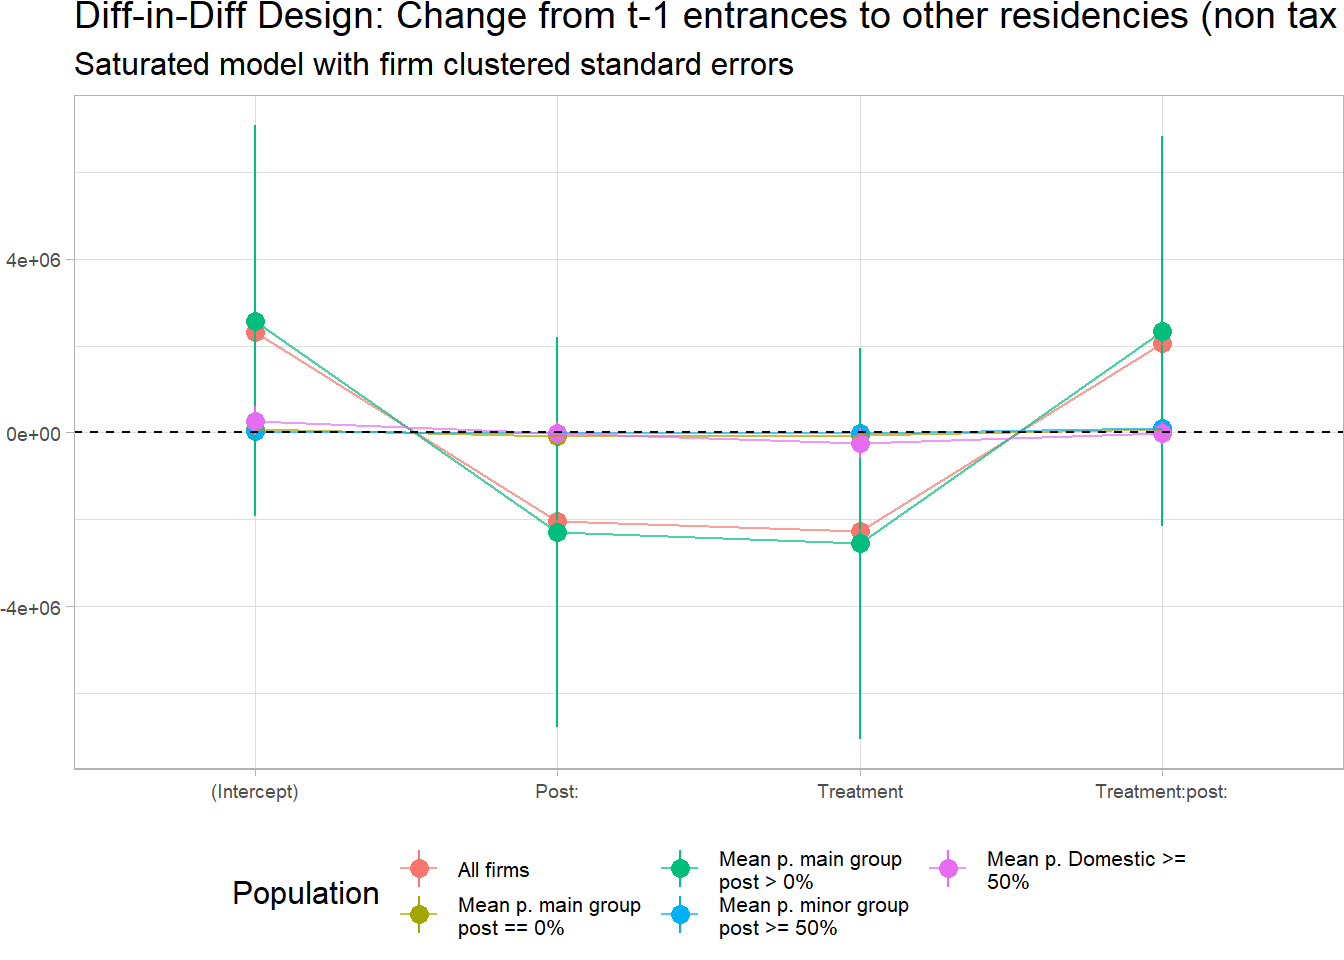 Diff-in-Diff Design: Change from t-1 entrances to other residencies (non tax
Saturated model with firm clustered standard errors
4e+06
0e+00
-4e+06
(Intercept)
Post:
Treatment
Treatment:post:
Population
All firms
Mean p. main group
post == 0%
Mean p. main group
post > 0%
Mean p. minor group
post >= 50%
Mean p. Domestic >=
50%